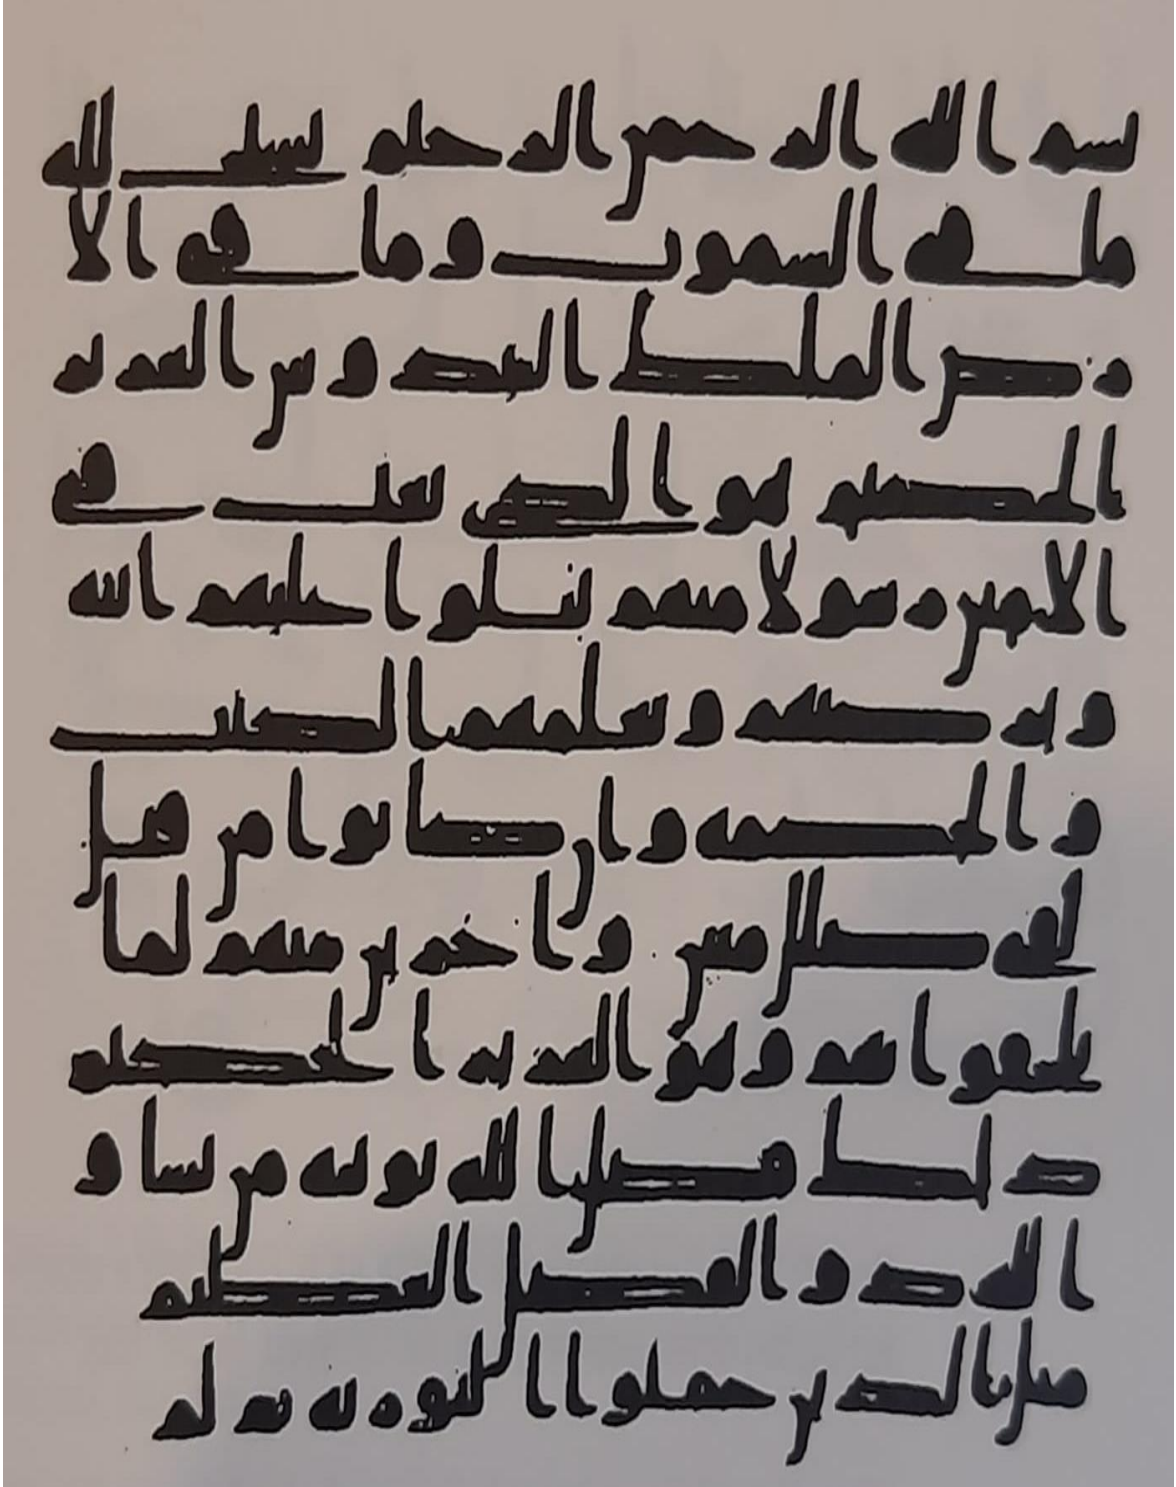 بسم الله الرحمن الرحيم يسبح لله
ما في السموت وما في الا
رض الملك القدوس العزيز
الحكيم هو الذي بعث في
الامين رسولا منهم يتلوا عليهم ايته
ويزكيهم ويعلمهم الكتب
والحكمة وان كانوا من قبل
لفي ضلل مبين واخرين منهم لما
يلحقوا بهم وهو العزيز الحكيم
ذلك فضل الله يوتيه من يشا و
الله ذو الفضل العظيم
مثل الذين حملوا التورية ثم لم